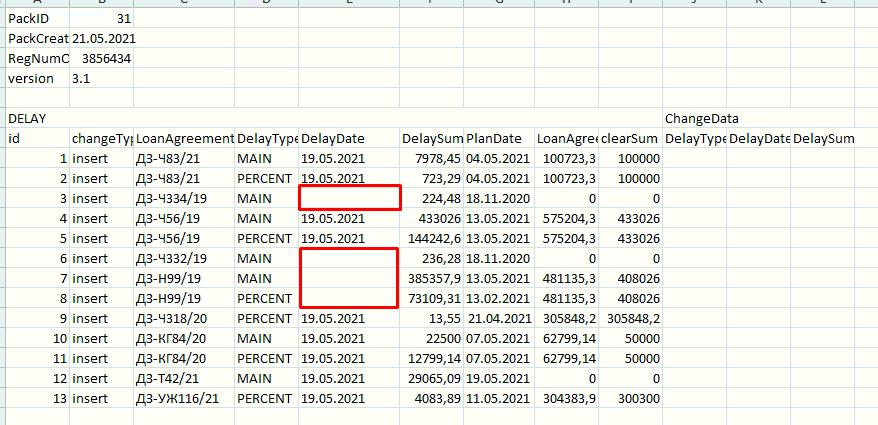 A B C D E F G H I J K L
PackID 31
PackCreat 21.05.2021
RegNumO 3856434
version 3.1
DELAY ChangeData
id changeTyp LoanAgreement DelayType DelayDate DelaySum PlanDate LoanAgree clearSum DelayType DelayDate DelaySum
1 insert ДЗ-Ч83/21 MAIN 19.05.2021 7978,45 04.05.2021 100723,3 100000
2 insert ДЗ-Ч83/21 PERCENT 19.05.2021 723,29 04.05.2021 100723,3 100000
3 insert ДЗ-Ч334/19 MAIN 224,48 18.11.2020 0 0
4 insert ДЗ-Ч56/19 MAIN 19.05.2021 433026 13.05.2021 575204,3 433026
5 insert ДЗ-Ч56/19 PERCENT 19.05.2021 144242,6 13.05.2021 575204,3 433026
6 insert ДЗ-Ч332/19 MAIN 236,28 18.11.2020 0 0
7 insert ДЗ-Н99/19 MAIN 385357,9 13.05.2021 481135,3 408026
8 insert ДЗ-Н99/19 PERCENT 73109,31 13.02.2021 481135,3 408026
9 insert ДЗ-Ч318/20 PERCENT 19.05.2021 13,55 21.04.2021 305848,2 305848,2
10 insert ДЗ-КГ84/20 MAIN 19.05.2021 22500 07.05.2021 62799,14 50000
11 insert ДЗ-КГ84/20 PERCENT 19.05.2021 12799,14 07.05.2021 62799,14 50000
12 insert ДЗ-Т42/21 MAIN 19.05.2021 29065,09 19.05.2021 0 0
13 insert ДЗ-УЖ116/21 PERCENT 19.05.2021 4083,89 11.05.2021 304383,9 300300